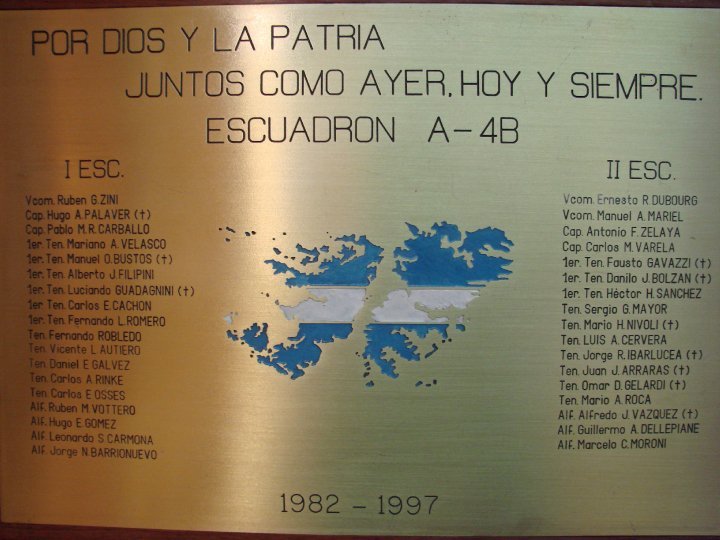 POR DIOS Y LA PATRIA
JUNTOS COMO AYER, HOY Y SIEMPRE.
ESCUADRON A-4B
I ESC.
Vcom. Ruben G. ZINI
Cap. Hugo A. PALAVER (†)
Cap. Pablo M.R. CARBALLO
1er. Ten. Mariano A. VELASCO
1er. Ten. Manuel O. BUSTOS (†)
1er. Ten. Alberto J. FILIPINI
1er. Ten. Luciando GUADAGNINI (†)
1er Ten. Carlos E. CACHON
1er. Ten. Fernando L. ROMERO
Ten. Fernando ROBLEDO
Ten. Vicente L. AUTIERO
Ten. Daniel E. GALVEZ
Ten. Carlos A. RINKE
Ten. Carlos E. OSSES
Alf. Ruben M. VOTTERO
Alf. Hugo E. GOMEZ
Alf. Leonardo S. CARMONA
Alf. Jorge N. BARRIONUEVO
II ESC.
Vcom. Ernesto R. DUBOURG
Vcom. Manuel A. MARIEL
Cap. Antonio F. ZELAYA
Cap. Carlos M. VARELA
1er. Ten. Fausto GAVAZZI (†)
1er. Ten. Danilo J. BOLZAN (†)
1er. Ten. Héctor H. SANCHEZ
Ten. Sergio G. MAYOR
Ten. Mario H. NIVOLI (†)
Ten. LUIS A. CERVERA
Ten. Jorge R. IBARLUCEA (†)
Ten. Juan J. ARRARAS (†)
Ten. Omar D. GELARDI (†)
Ten. Mario A. ROCA
Alf. Alfredo J. VAZQUEZ (†)
Alf. Guillermo A. DELLEPIANE
Alf. Marcelo C. MORONI
1982 - 1997